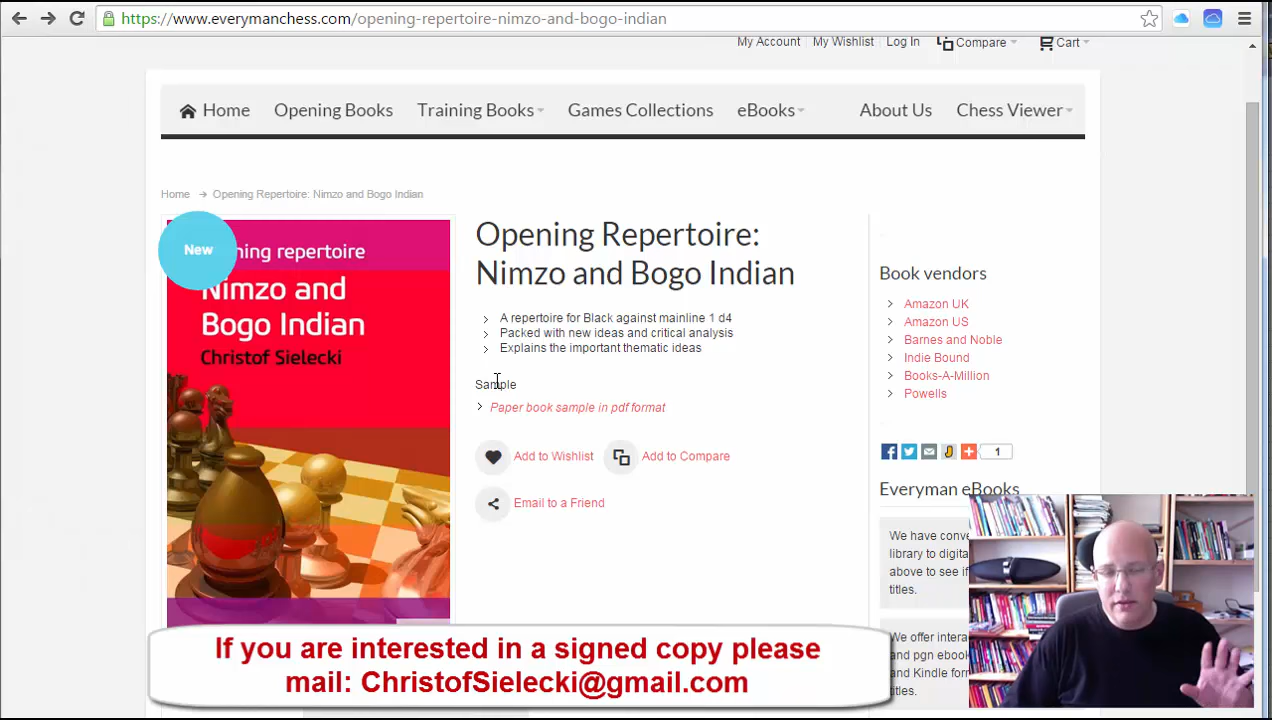 https://www.everymanchess.com/opening-repertoire-nimzo-and-bogo-indian
My Account My Wishlist Log In Compare Cart
Home Opening Books Training Books Games Collections eBooks About Us Chess Viewer
Home Opening Repertoire: Nimzo and Bogo Indian
New
ning repertoire
Nimzo and
Bogo Indian
Christof Sielecki
Opening Repertoire:
Nimzo and Bogo Indian
A repertoire for Black against mainline 1 d4
Packed with new ideas and critical analysis
Explains the important thematic ideas
Sample
Paper book sample in pdf format
Add to Wishlist Add to Compare
Email to a Friend
Book vendors
Amazon UK
Amazon US
Barnes and Noble
Indie Bound
Books-A-Million
Powells
1
Everyman eBooks
We have conve
library to digita
above to see if
titles.
We offer intera
and pgn ebook
and Kindle form
titles.
If you are interested in a signed copy please
mail: ChristofSielecki@gmail.com